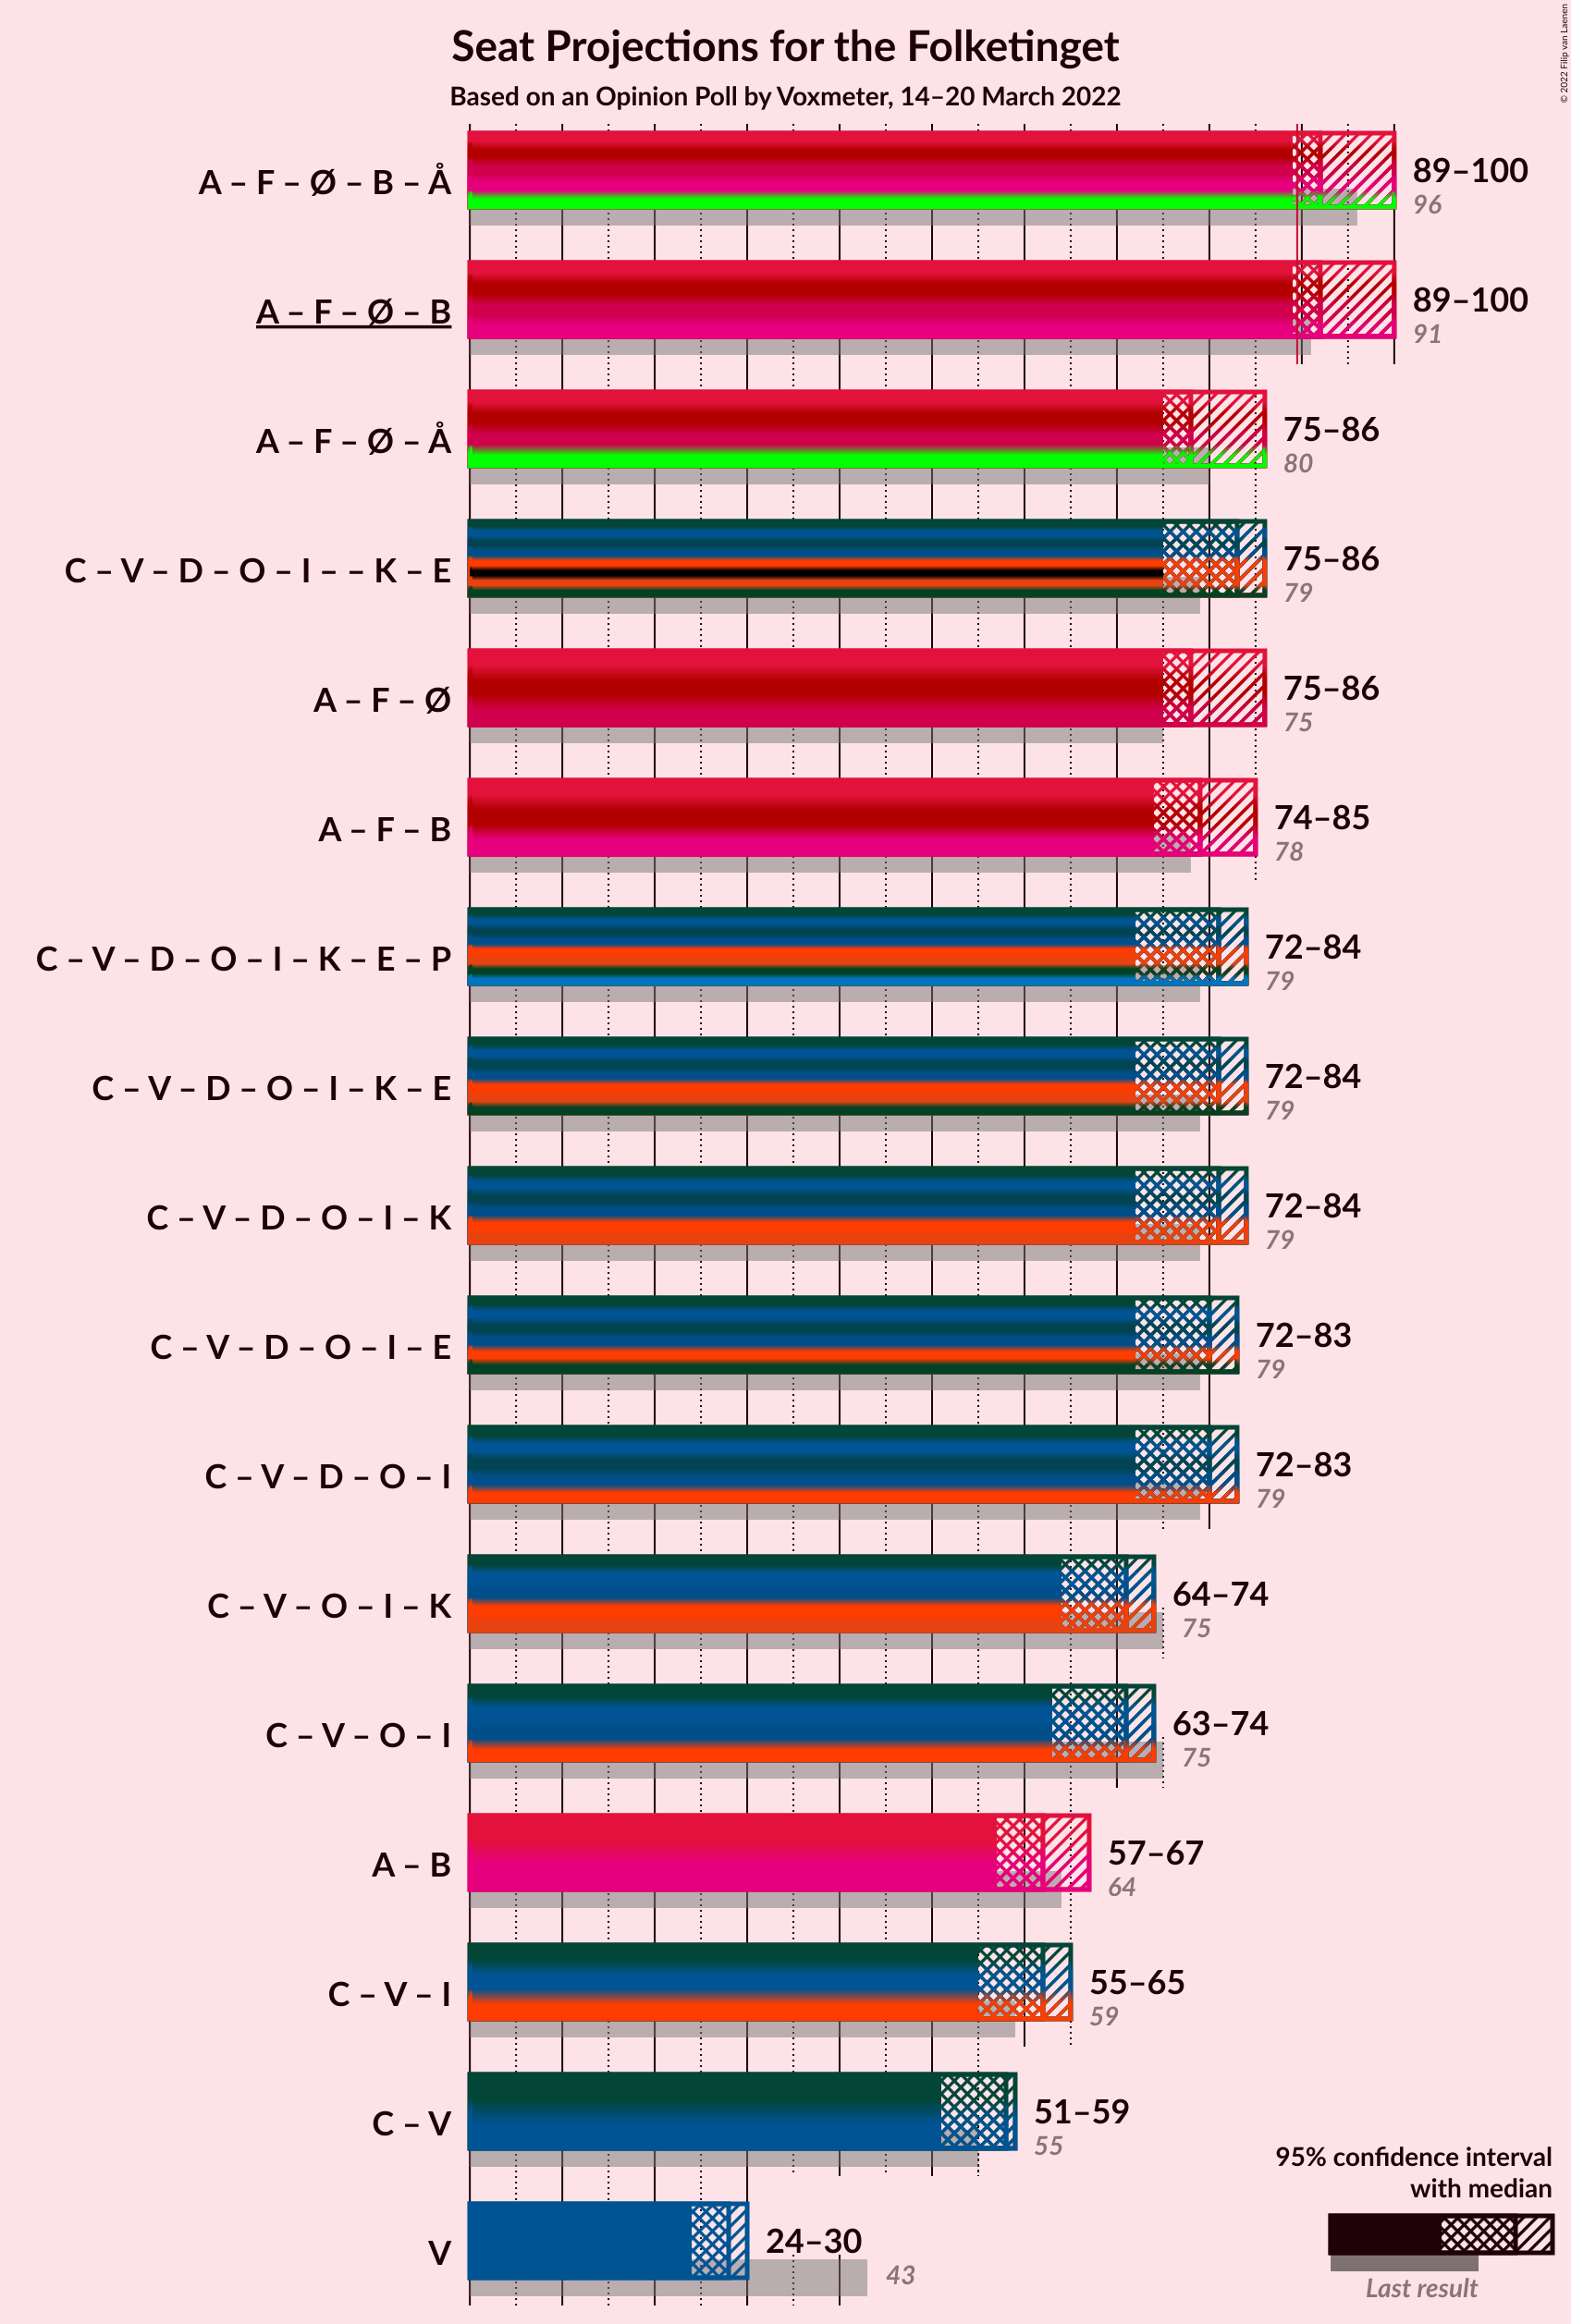 Seat Projections for the Folketinget
Based on an Opinion Poll by Voxmeter, 14–20 March 2022
© 2022 Filip van Laenen
A – F – Ø – B – Å
89–100
96
A – F – Ø – B
89–100
91
A – F – Ø – Å
75–86
80
C – V – D – O – I – – K – E
75–86
79
A – F – Ø
75–86
75
A – F – B
74–85
78
C – V – D – O – I – K – E – P
72–84
79
C – V – D – O – I – K – E
72–84
79
C – V – D – O – I – K
72–84
79
C – V – D – O – I – E
72–83
79
C – V – D – O – I
72–83
79
C – V – O – I – K
64–74
75
C – V – O – I
63–74
75
A – B
57–67
64
C – V – I
55–65
59
C – V
51–59
55
V
24–30
43
95% confidence interval
with median
Last result